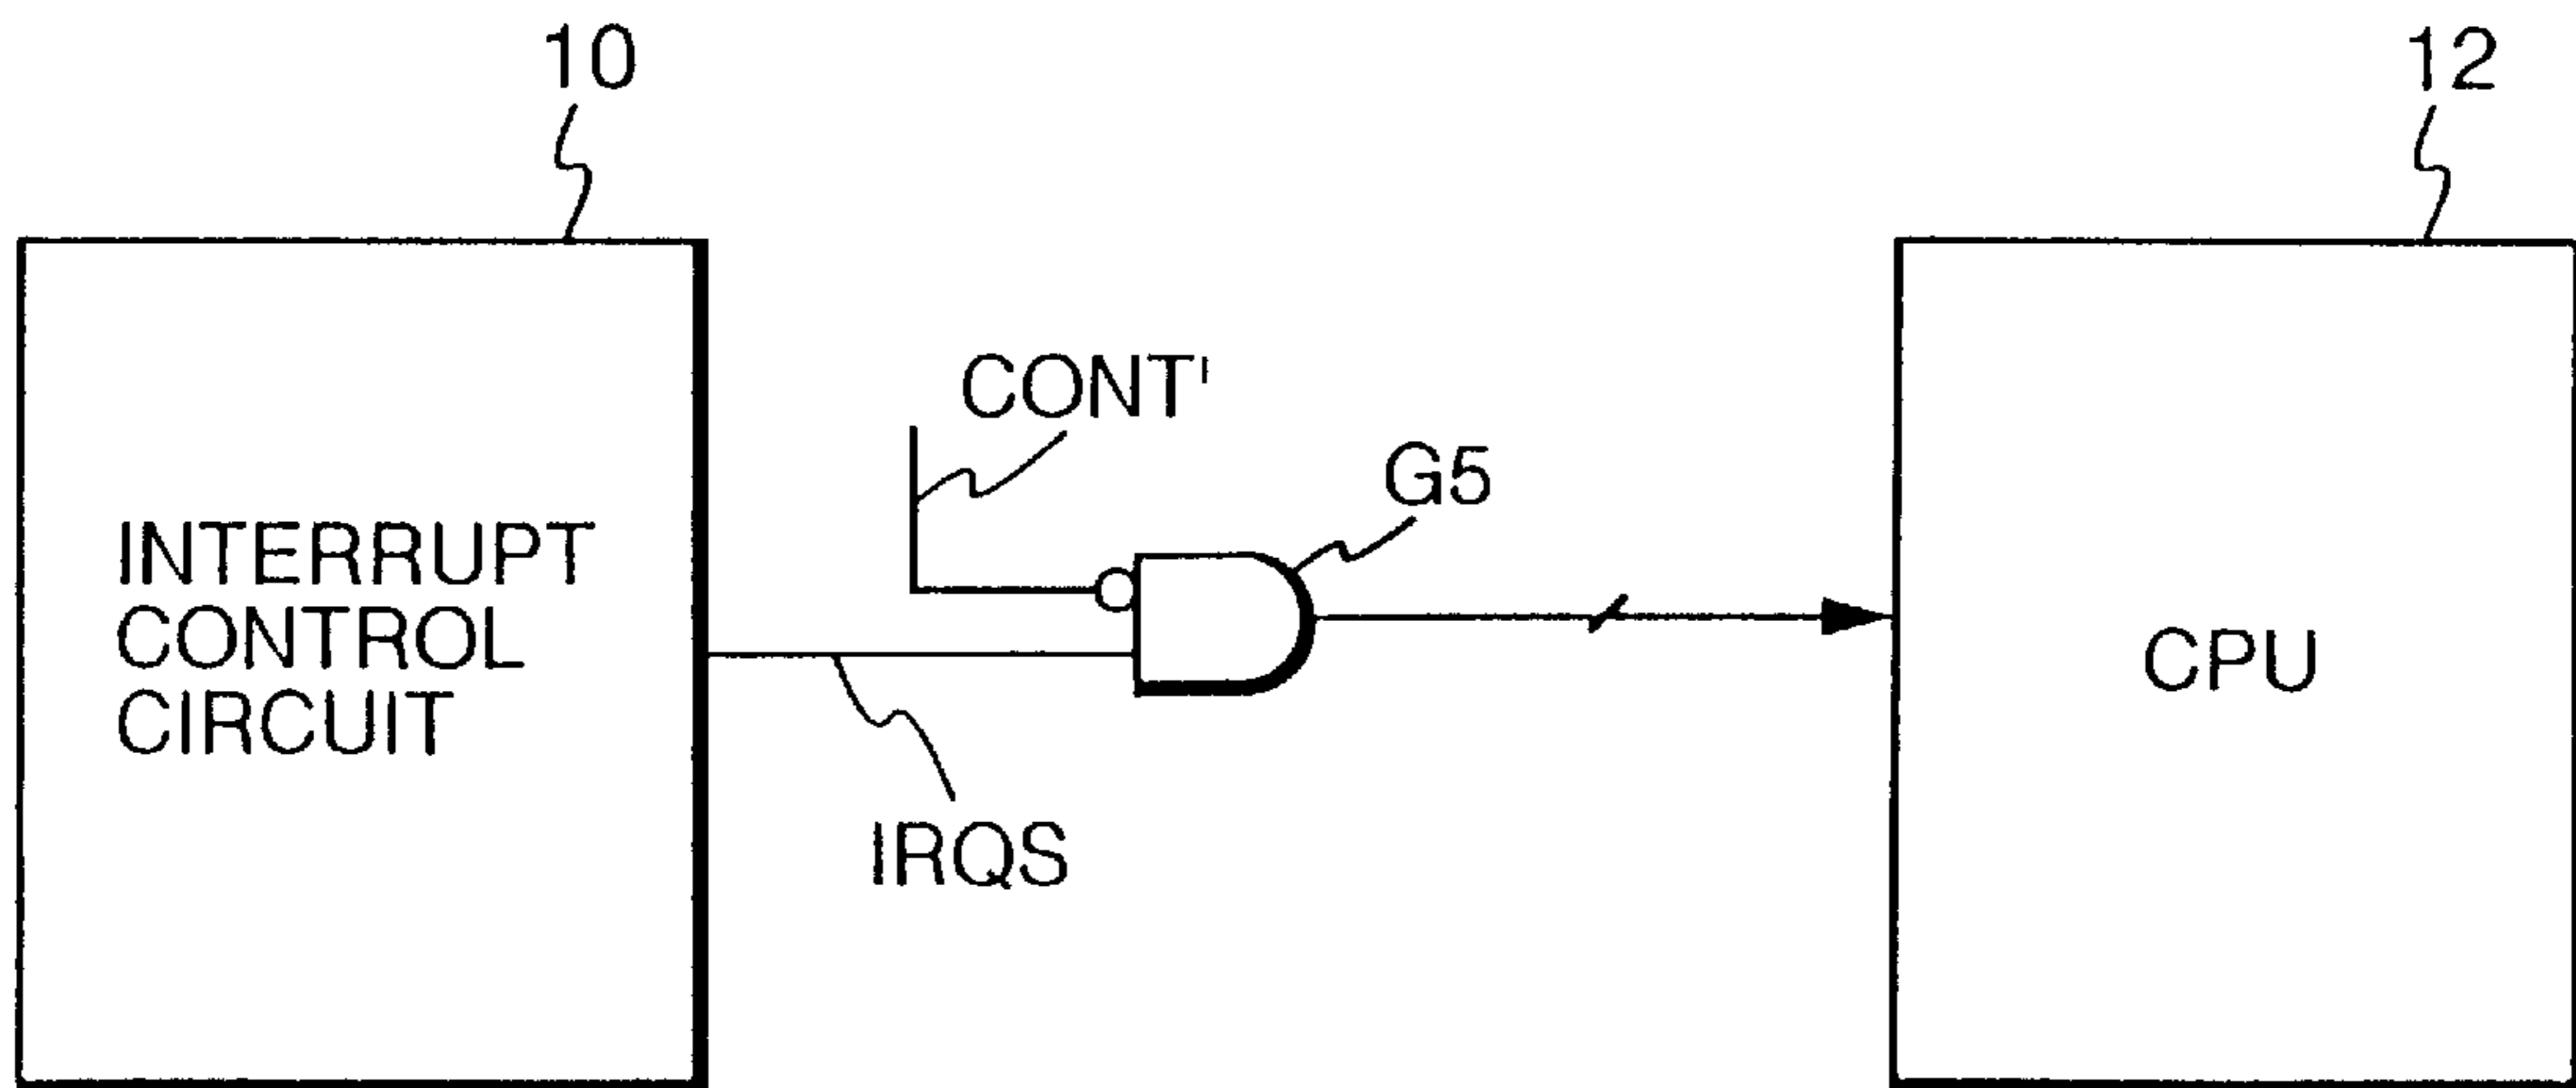 10
12
CONT'
G5
INTERRUPT
CONTROL
CIRCUIT
CPU
IRQS